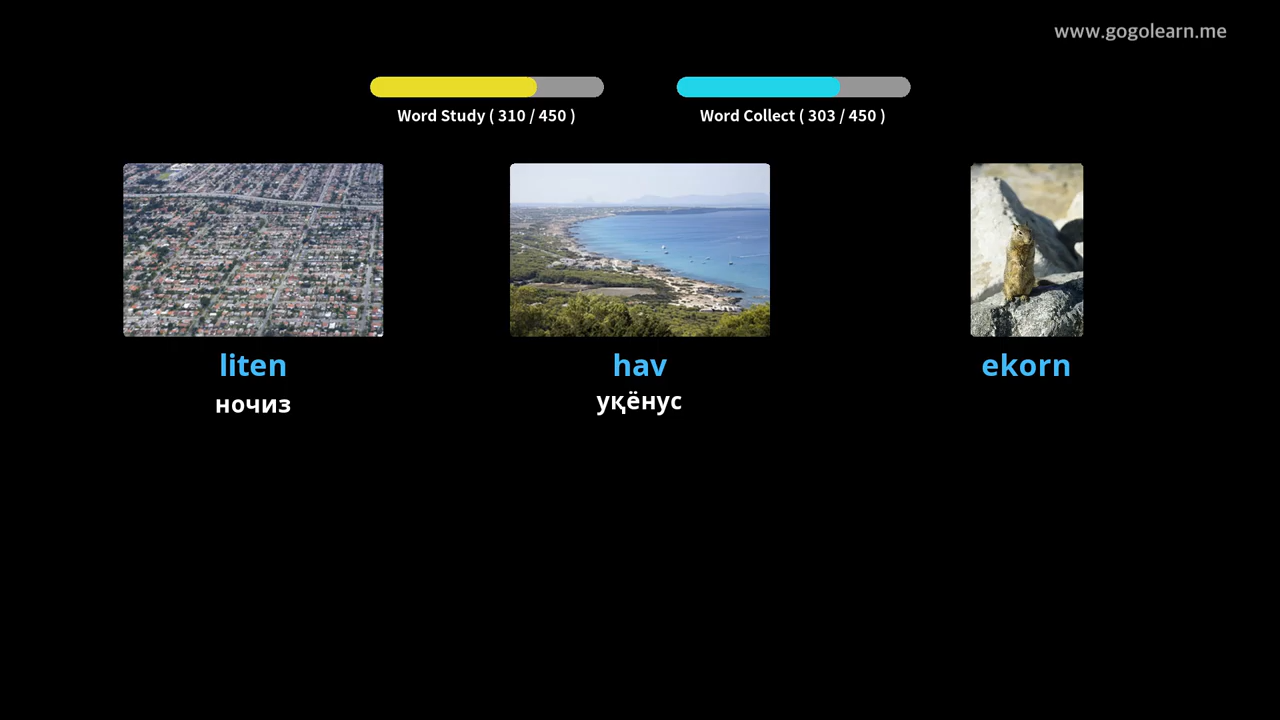 www.gogolearn.me
Word Study ( 310 / 450 )
Word Collect ( 303 / 450 )
liten
hav
ekorn
ночиз
уқёнус